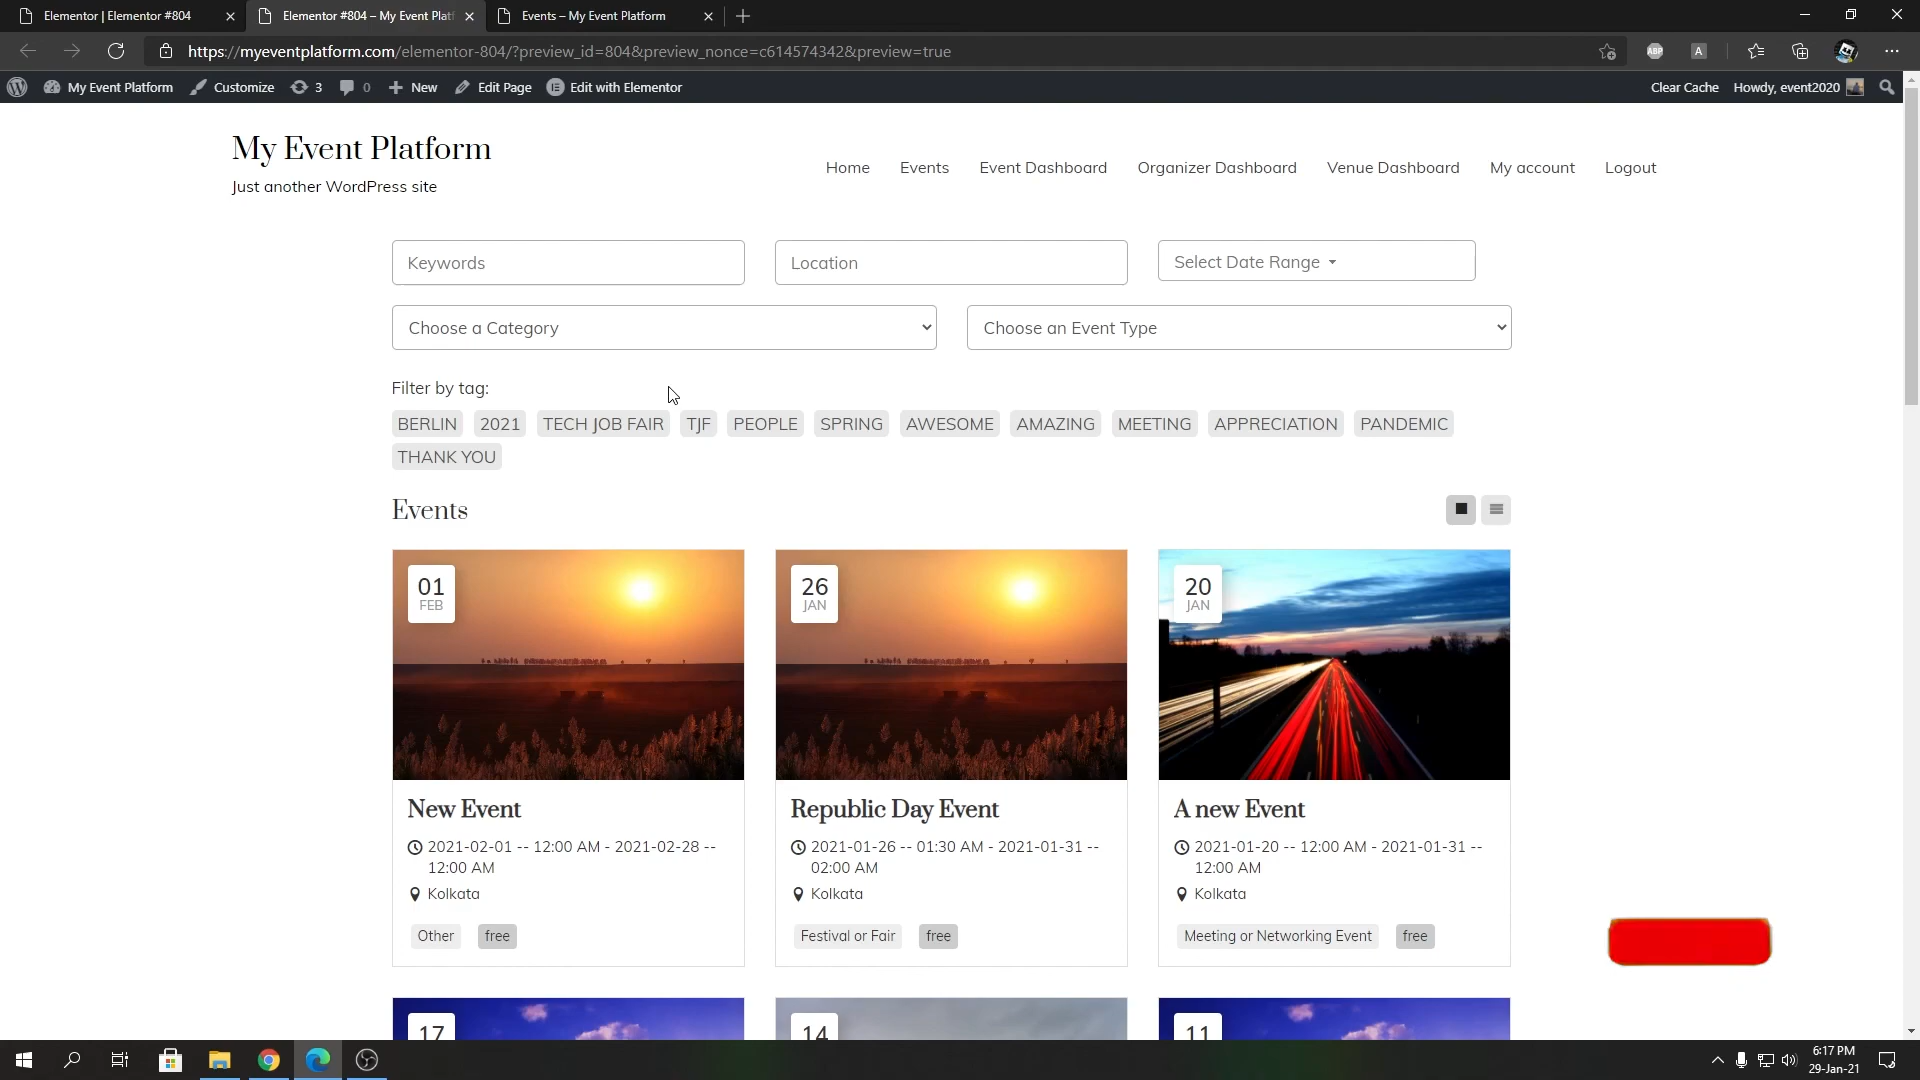 Elementor | Elementor #804
Elementor #804 – My Event Plat
Events – My Event Platform
https://myeventplatform.com/elementor-804/?preview_id=804&preview_nonce=c614574342&preview=true
ABP
A
My Event Platform
Customize
3
0
New
Edit Page
Edit with Elementor
Clear Cache
Howdy, event2020
My Event Platform
Just another WordPress site
Home
Events
Event Dashboard
Organizer Dashboard
Venue Dashboard
My account
Logout
Keywords
Location
Select Date Range
Choose a Category
Choose an Event Type
Filter by tag:
BERLIN 2021 TECH JOB FAIR TJF PEOPLE SPRING AWESOME AMAZING MEETING APPRECIATION PANDEMIC
THANK YOU
Events
01
FEB
New Event
2021-02-01 -- 12:00 AM - 2021-02-28 --
12:00 AM
Kolkata
Other free
26
JAN
Republic Day Event
2021-01-26 -- 01:30 AM - 2021-01-31 --
02:00 AM
Kolkata
Festival or Fair free
20
JAN
A new Event
2021-01-20 -- 12:00 AM - 2021-01-31 --
12:00 AM
Kolkata
Meeting or Networking Event free
17
14
11
6:17 PM
29-Jan-21